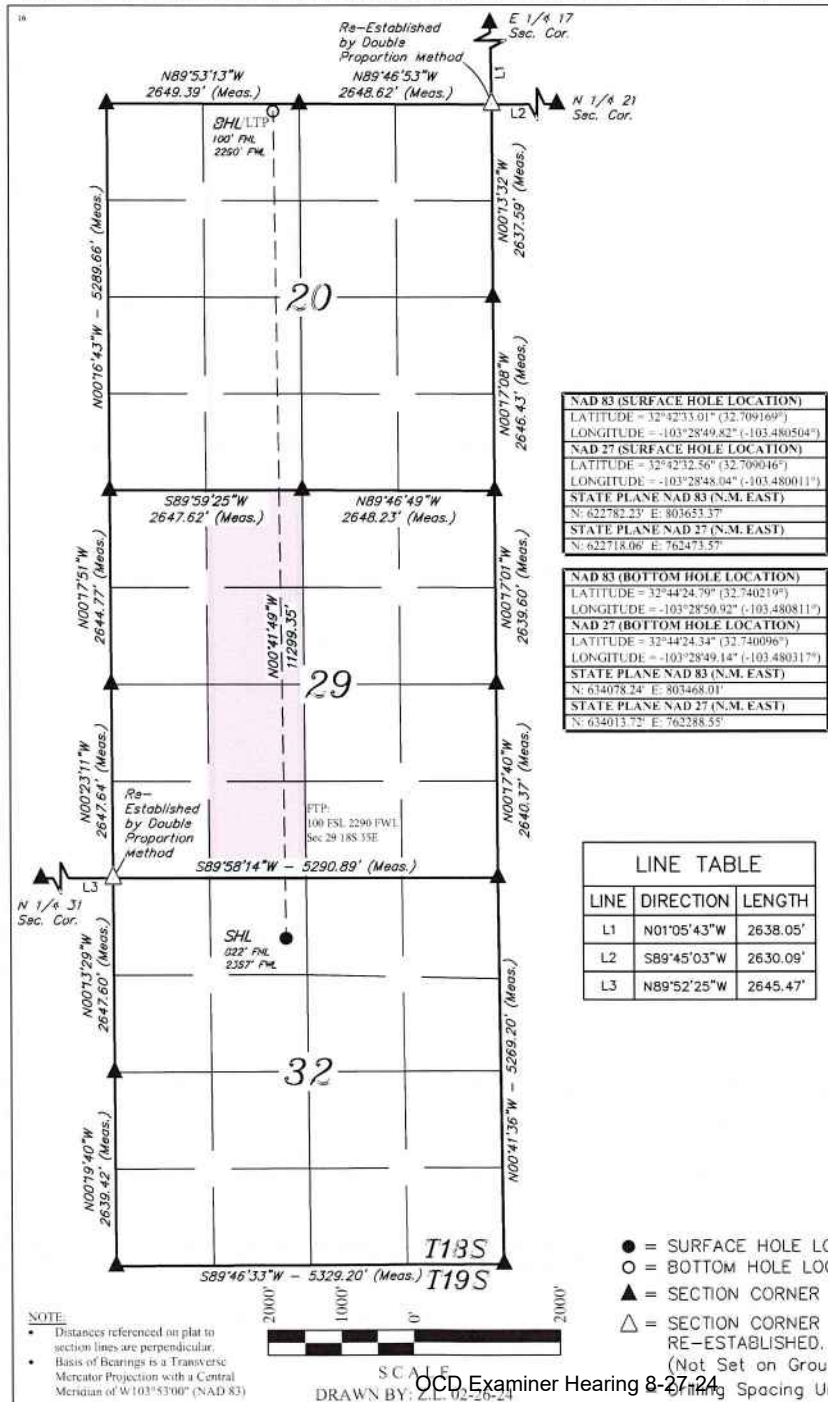 16
E 1/4 17
Sec. Cor.
Re-Established
by Double
Proportion Method
L1
N89°53'13"W
2649.39' (Meas.)
N89°46'53"W
2648.62' (Meas.)
L2
N 1/4 21
Sec. Cor.
BHL/LTP
100' FNL
2290' FWL
N00°13'32"W
2637.59' (Meas.)
N00°16'43"W - 5289.66' (Meas.)
20
N00°17'08"W
2646.43' (Meas.)
S89°59'25"W
2647.62' (Meas.)
N89°46'49"W
2648.23' (Meas.)
NAD 83 (SURFACE HOLE LOCATION)
LATITUDE = 32°42'33.01" (32.709169°)
LONGITUDE = -103°28'49.82" (-103.480504°)
NAD 27 (SURFACE HOLE LOCATION)
LATITUDE = 32°42'32.56" (32.709046°)
LONGITUDE = -103°28'48.04" (-103.480011°)
STATE PLANE NAD 83 (N.M. EAST)
N: 622782.23' E: 803653.37'
STATE PLANE NAD 27 (N.M. EAST)
N: 622718.06' E: 762473.57'
NAD 83 (BOTTOM HOLE LOCATION)
LATITUDE = 32°44'24.79" (32.740219°)
LONGITUDE = -103°28'50.92" (-103.480811°)
NAD 27 (BOTTOM HOLE LOCATION)
LATITUDE = 32°44'24.34" (32.740096°)
LONGITUDE = -103°28'49.14" (-103.480317°)
STATE PLANE NAD 83 (N.M. EAST)
N: 634078.24' E: 803468.01'
STATE PLANE NAD 27 (N.M. EAST)
N: 634013.72' E: 762288.55'
N00°17'51"W
2644.77' (Meas.)
N00°41'49"W
11299.35'
N00°17'01"W
2639.60' (Meas.)
29
N00°23'11"W
2647.64' (Meas.)
N00°17'40"W
2640.37' (Meas.)
Re-
Established
by Double
Proportion
Method
FTP:
100 FSL 2290 FWL
Sec 29 18S 35E
S89°58'14"W - 5290.89' (Meas.)
L3
N 1/4 31
Sec. Cor.
SHL
822' FNL
2357' FWL
LINE TABLE
LINE DIRECTION LENGTH
L1 N01°05'43"W 2638.05'
L2 S89°45'03"W 2630.09'
L3 N89°52'25"W 2645.47'
N00°13'29"W
2647.60' (Meas.)
32
N00°41'36"W - 5269.20' (Meas.)
N00°19'40"W
2639.42' (Meas.)
T18S
S89°46'33"W - 5329.20' (Meas.) T19S
● = SURFACE HOLE LO
○ = BOTTOM HOLE LOC
▲ = SECTION CORNER
△ = SECTION CORNER
RE-ESTABLISHED.
(Not Set on Grou
= Drilling Spacing U
2000' 1000' 0' 2000'
SCALE
DRAWN BY: Z.L. 02-26-24
NOTE:
• Distances referenced on plat to
section lines are perpendicular.
• Basis of Bearings is a Transverse
Mercator Projection with a Central
Meridian of W103°53'00" (NAD 83)
OCD Examiner Hearing 8-27-24